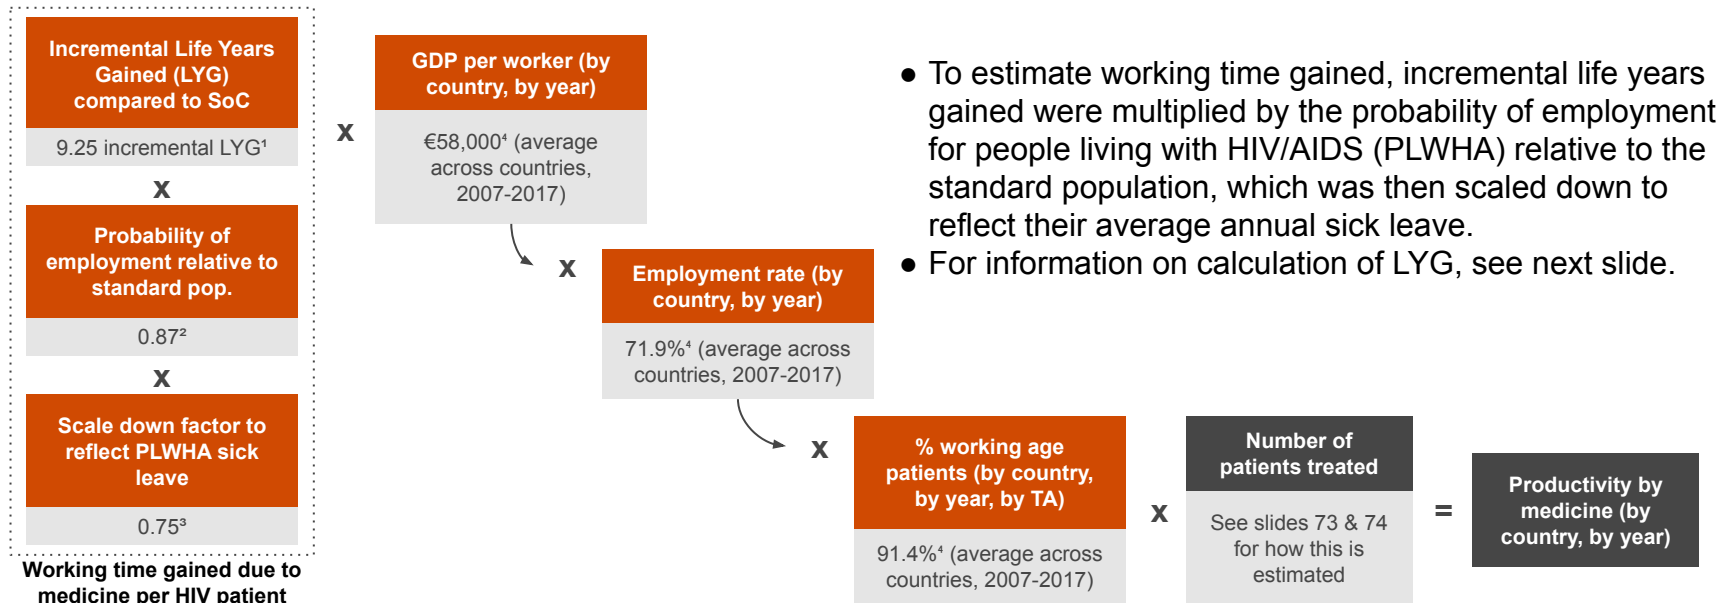 Incremental Life Years
Gained (LYG)
compared to SoC
9.25 incremental LYG¹
x
Probability of
employment relative to
standard pop.
0.87²
x
Scale down factor to
reflect PLWHA sick
leave
0.75³
Working time gained due to
medicine per HIV patient
x
GDP per worker (by
country, by year)
€58,000⁴ (average
across countries,
2007-2017)
x
Employment rate (by
country, by year)
71.9%⁴ (average across
countries, 2007-2017)
x
% working age
patients (by country,
by year, by TA)
91.4%⁴ (average across
countries, 2007-2017)
x
Number of
patients treated
See slides 73 & 74
for how this is
estimated
=
Productivity by
medicine (by
country, by year)
● To estimate working time gained, incremental life years
gained were multiplied by the probability of employment
for people living with HIV/AIDS (PLWHA) relative to the
standard population, which was then scaled down to
reflect their average annual sick leave.
● For information on calculation of LYG, see next slide.